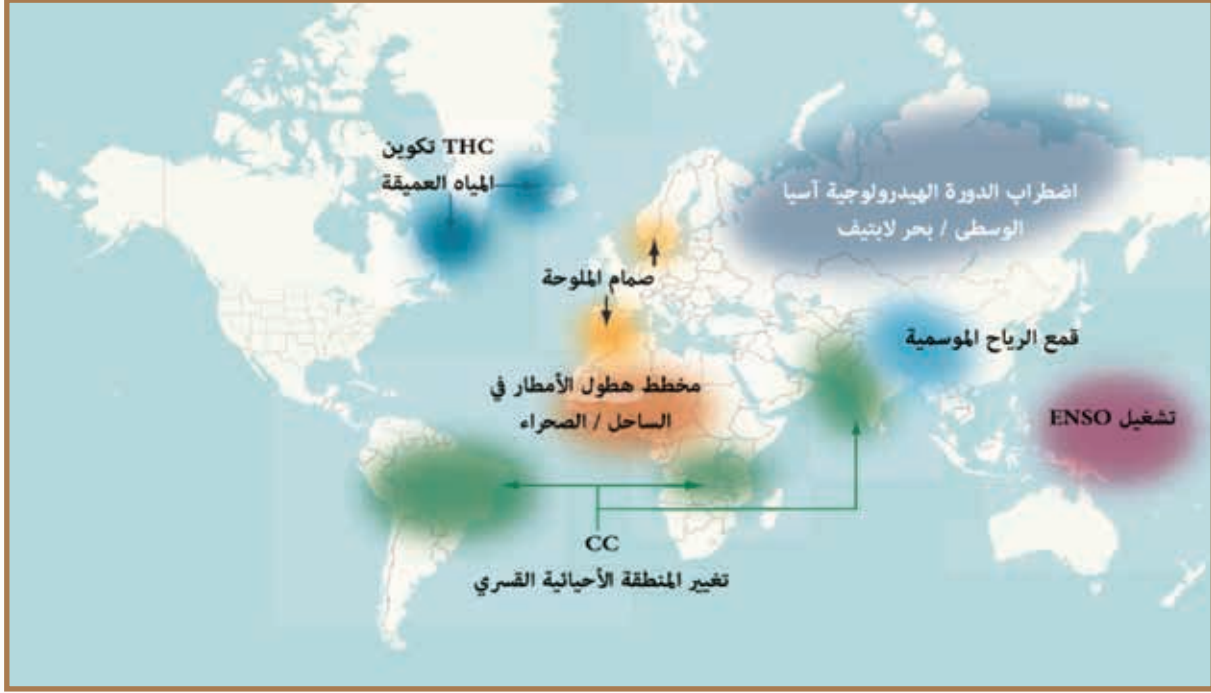 THC تكوين
المياه العميقة
اضطراب الدورة الهيدرولوجية آسيا
الوسطى / بحر لابتيف
صمام الملوحة
قمع الرياح الموسمية
مخطط هطول الأمطار في
الساحل / الصحراء
تشغيل ENSO
CC
تغيير المنطقة الأحيائية القسري